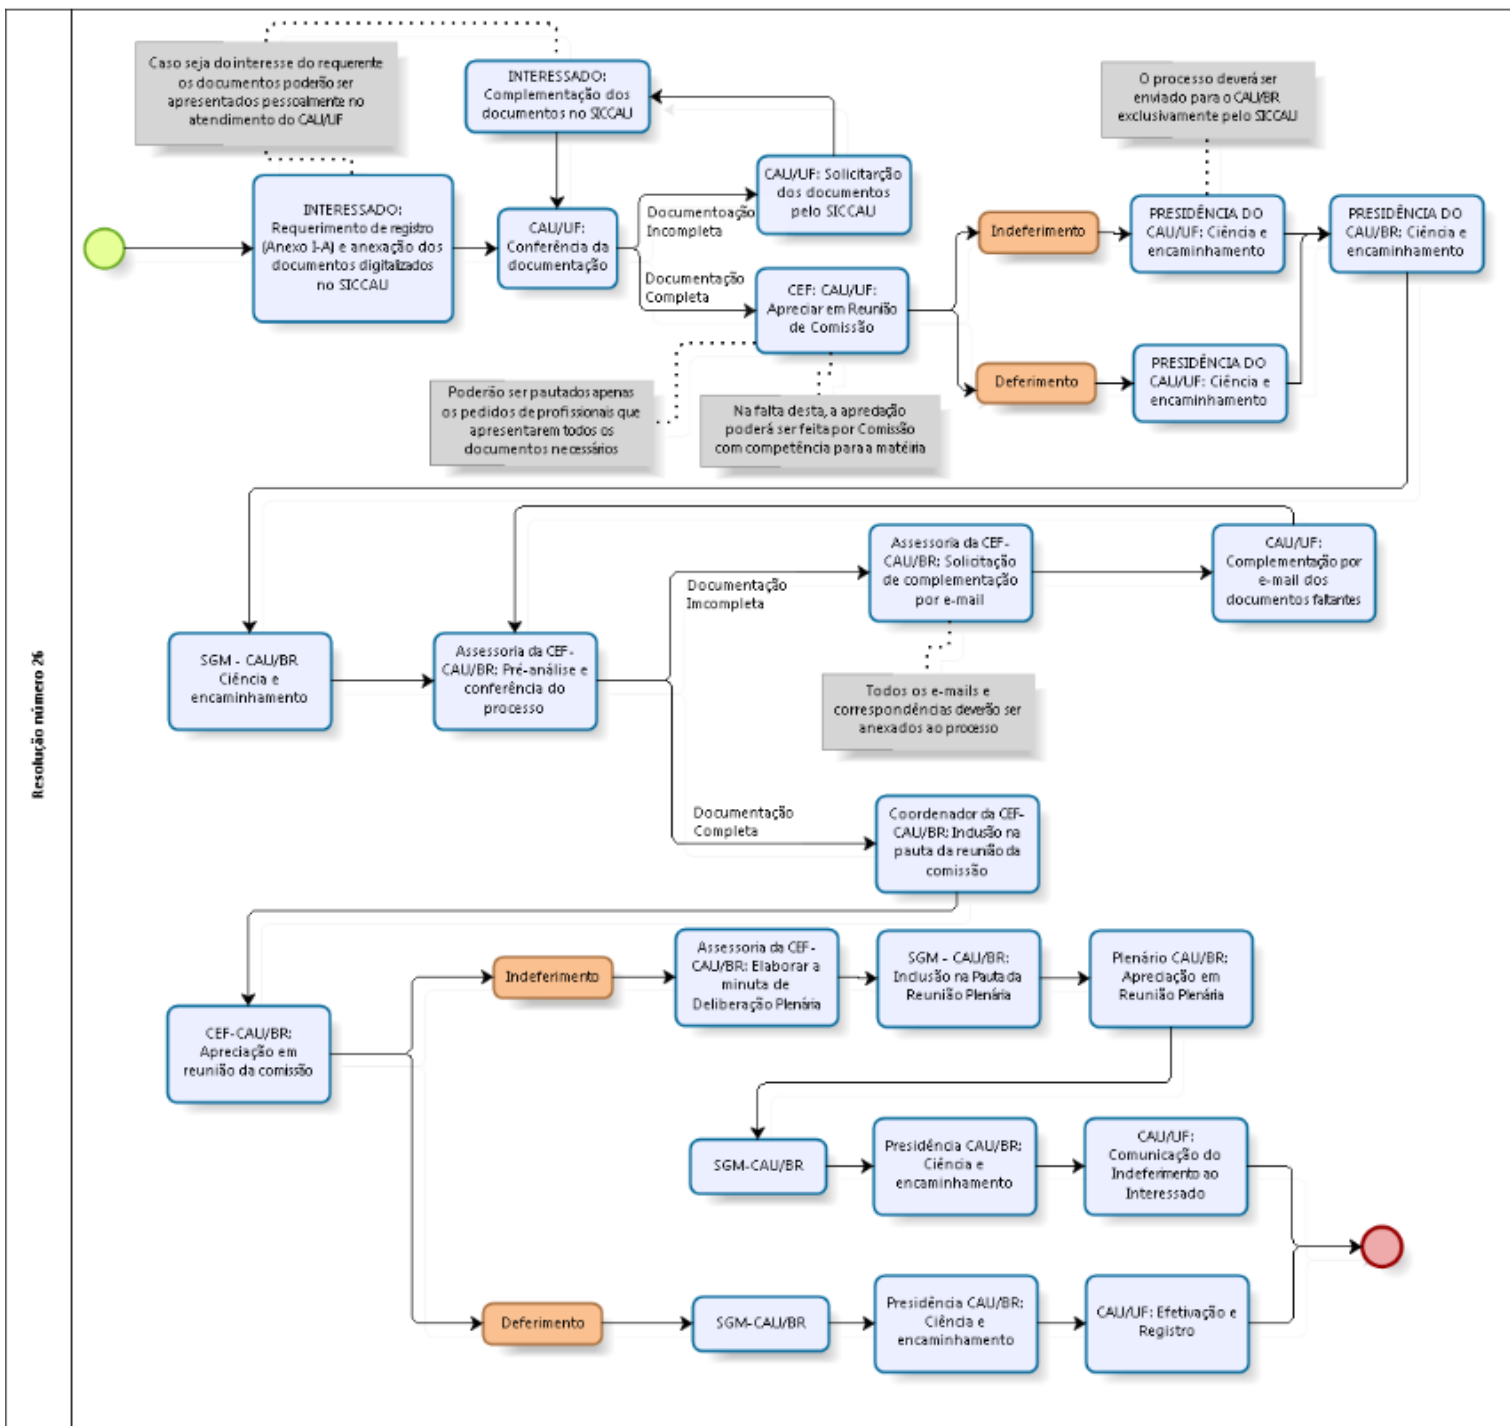 Resolução número 26
Caso seja do interesse do requerente
os documentos poderão ser
apresentados pessoalmente no
atendimento do CAU/UF
INTERESSADO:
Complementação dos
documentos no SICCAU
O processo deverá ser
enviado para o CAU/BR
exclusivamente pelo SICCAU
INTERESSADO:
Requerimento de registro
(Anexo I-A) e anexação dos
documentos digitalizados
no SICCAU
CAU/UF:
Conferência da
documentação
Documentoação
Incompleta
CAU/UF: Solicitarção
dos documentos
pelo SICCAU
Documentação
Completa
CEF: CAU/UF:
Apreciar em Reunião
de Comissão
Indeferimento
PRESIDÊNCIA DO
CAU/UF: Ciência e
encaminhamento
PRESIDÊNCIA DO
CAU/BR: Ciência e
encaminhamento
Deferimento
PRESIDÊNCIA DO
CAU/UF: Ciência e
encaminhamento
Poderão ser pautados apenas
os pedidos de profissionais que
apresentarem todos os
documentos necessários
Na falta desta, a apreciação
poderá ser feita por Comissão
com competência para a matéiria
SGM - CAU/BR
Ciência e
encaminhamento
Assessoria da CEF-
CAU/BR: Pré-análise e
conferência do
processo
Documentação
Imcompleta
Assessoria da CEF-
CAU/BR: Solicitação
de complementação
por e-mail
CAU/UF:
Complementação por
e-mail dos
documentos faltantes
Todos os e-mails e
correspondências deverão ser
anexados ao processo
Documentação
Completa
Coordenador da CEF-
CAU/BR: Inclusão na
pauta da reunião da
comissão
CEF-CAU/BR:
Apreciação em
reunião da comissão
Indeferimento
Assessoria da CEF-
CAU/BR: Elaborar a
minuta de
Deliberação Plenária
SGM - CAU/BR:
Inclusão na Pauta da
Reunião Plenária
Plenário CAU/BR:
Apreciação em
Reunião Plenária
SGM-CAU/BR
Presidência CAU/BR:
Ciência e
encaminhamento
CAU/UF:
Comunicação do
Indeferimento ao
Interessado
Deferimento
SGM-CAU/BR
Presidência CAU/BR:
Ciência e
encaminhamento
CAU/UF: Efetivação e
Registro